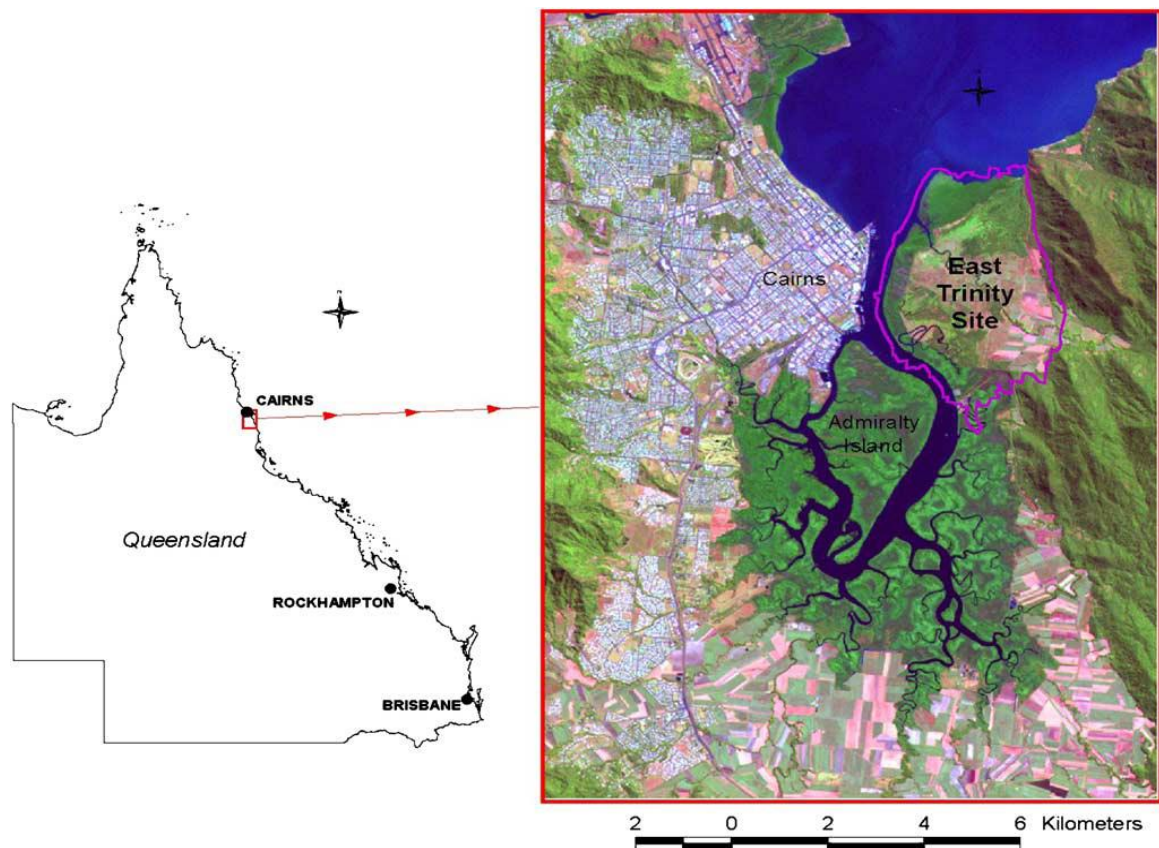 CAIRNS
Queensland
ROCKHAMPTON
BRISBANE
Cairns
East
Trinity
Site
Admiralty
Island
2 0 2 4 6 Kilometers